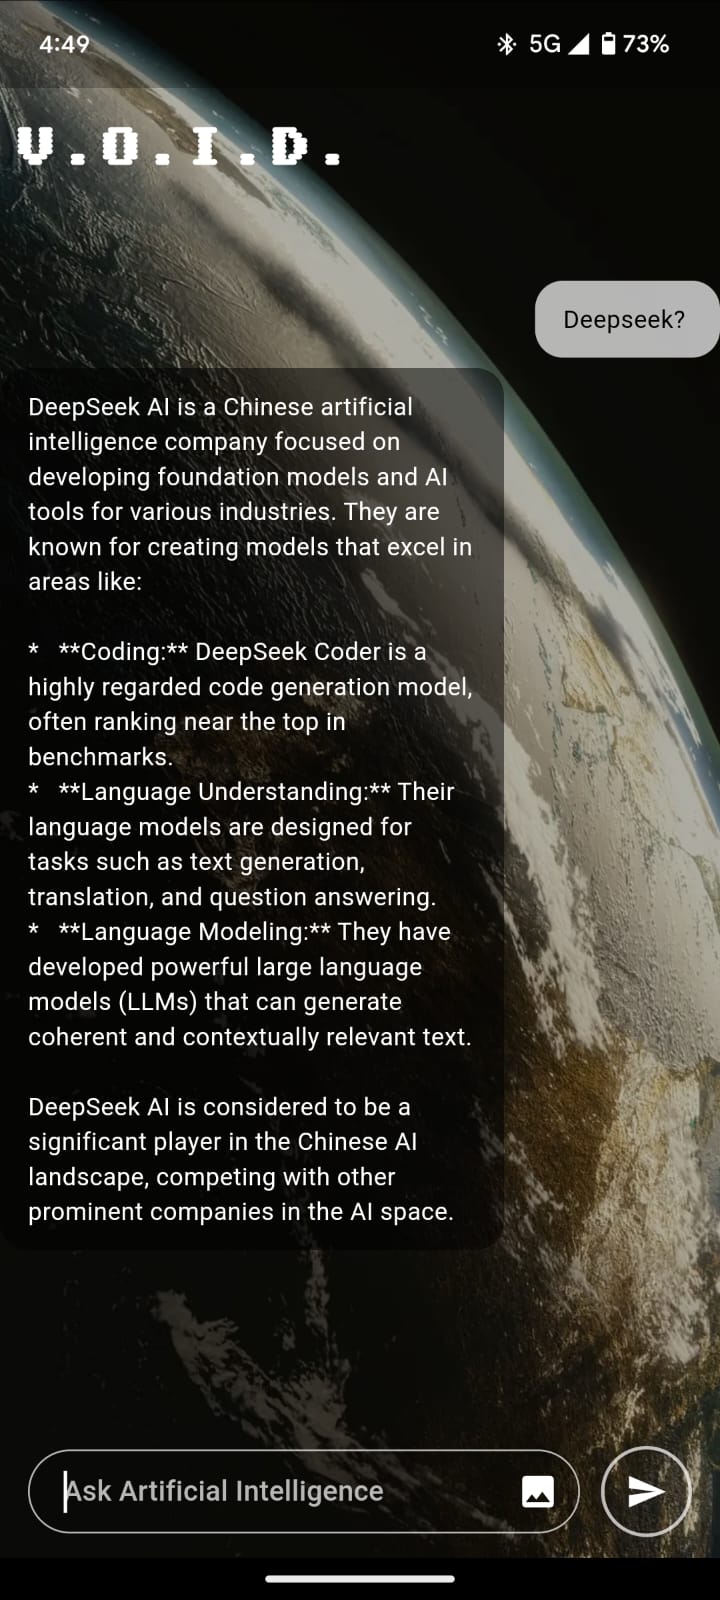 4:49 5G 73%
V.O.I.D.
Deepseek?
DeepSeek AI is a Chinese artificial
intelligence company focused on
developing foundation models and AI
tools for various industries. They are
known for creating models that excel in
areas like:
*   **Coding:** DeepSeek Coder is a
highly regarded code generation model,
often ranking near the top in
benchmarks.
*   **Language Understanding:** Their
language models are designed for
tasks such as text generation,
translation, and question answering.
*   **Language Modeling:** They have
developed powerful large language
models (LLMs) that can generate
coherent and contextually relevant text.
DeepSeek AI is considered to be a
significant player in the Chinese AI
landscape, competing with other
prominent companies in the AI space.
Ask Artificial Intelligence